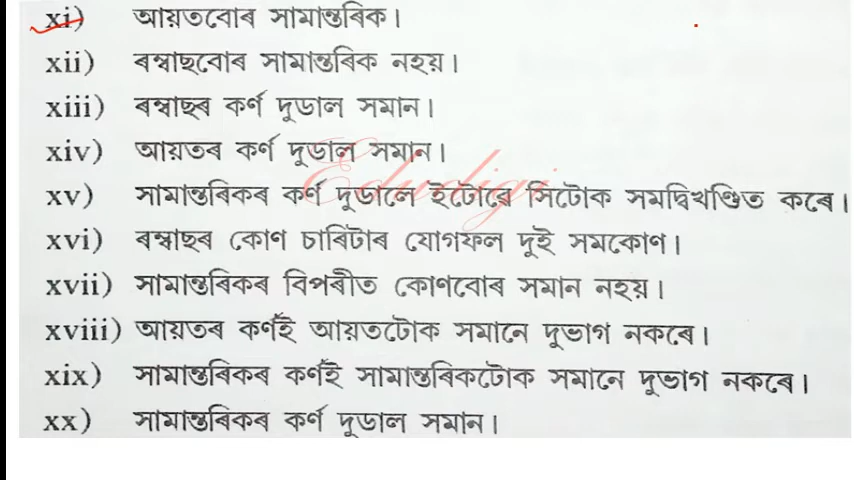 xi) আয়তবোৰ সামান্তৰিক।
xii) ৰম্বাছবোৰ সামান্তৰিক নহয়।
xiii) ৰম্বাছৰ কৰ্ণ দুডাল সমান।
xiv) আয়তৰ কৰ্ণ দুডাল সমান।
Edudigi
xv) সামান্তৰিকৰ কৰ্ণ দুডালে ইটোৱে সিটোক সমদ্বিখণ্ডিত কৰে।
xvi) ৰম্বাছৰ কোণ চাৰিটাৰ যোগফল দুই সমকোণ।
xvii) সামান্তৰিকৰ বিপৰীত কোণবোৰ সমান নহয়।
xviii) আয়তৰ কৰ্ণই আয়তটোক সমানে দুভাগ নকৰে।
xix) সামান্তৰিকৰ কৰ্ণই সামান্তৰিকটোক সমানে দুভাগ নকৰে।
xx) সামান্তৰিকৰ কৰ্ণ দুডাল সমান।